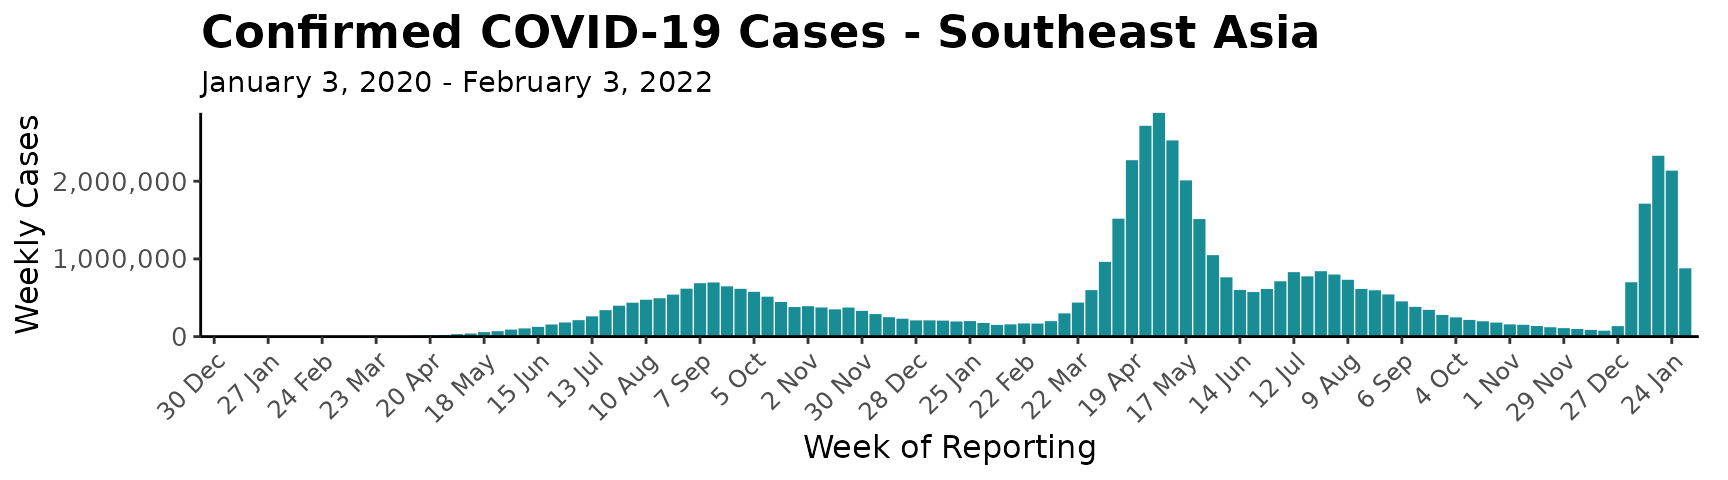 Confirmed COVID-19 Cases - Southeast Asia
January 3, 2020 - February 3, 2022
Weekly Cases
2,000,000
1,000,000
0
30 Dec
27 Jan
24 Feb
23 Mar
20 Apr
18 May
15 Jun
13 Jul
10 Aug
7 Sep
5 Oct
2 Nov
30 Nov
28 Dec
25 Jan
22 Feb
22 Mar
19 Apr
17 May
14 Jun
12 Jul
9 Aug
6 Sep
4 Oct
1 Nov
29 Nov
27 Dec
24 Jan
Week of Reporting